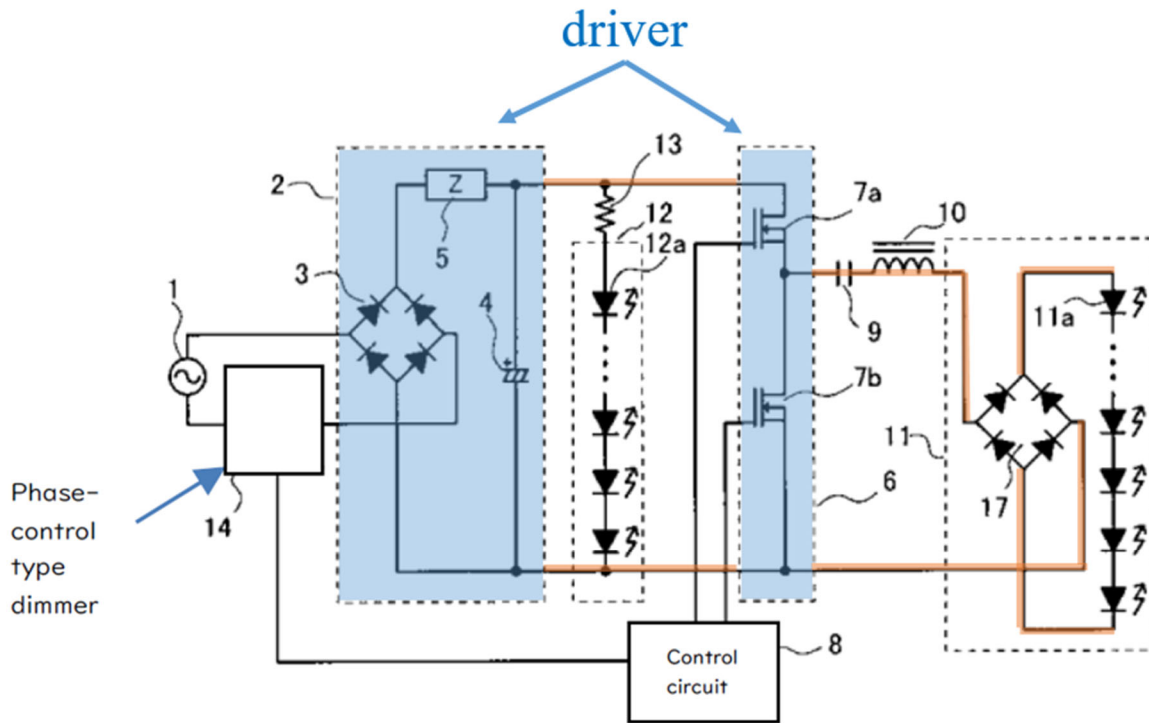 driver
13
2
Z
7a
10
12
12a
5
3
4
1
11a
9
7b
11
6
17
Phase-
control
type
dimmer
14
Control
circuit
8
+